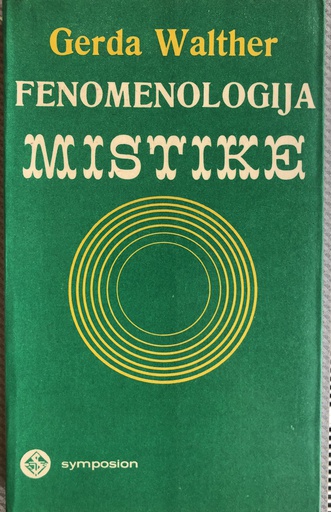 Gerda Walther
FENOMENOLOGIJA
MISTIKE
symposion